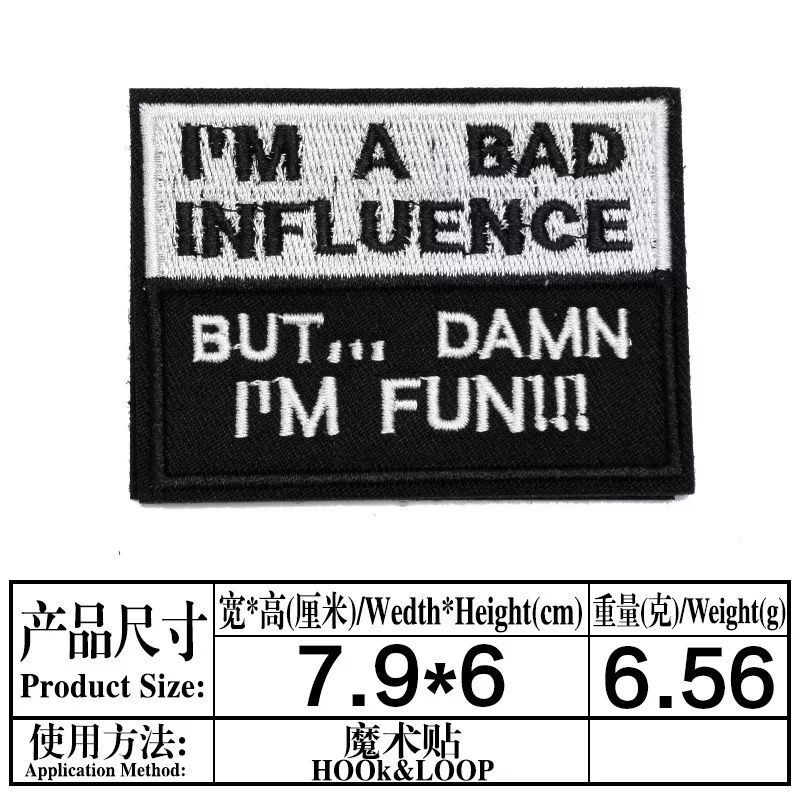 I'M A BAD
INFLUENCE
BUT... DAMN
I'M FUN!!!
产品尺寸
Product Size:
宽*高(厘米)/Wedth*Height(cm)
重量(克)/Weight(g)
7.9*6
6.56
使用方法:
Application Method:
魔术贴
HOOk&LOOP